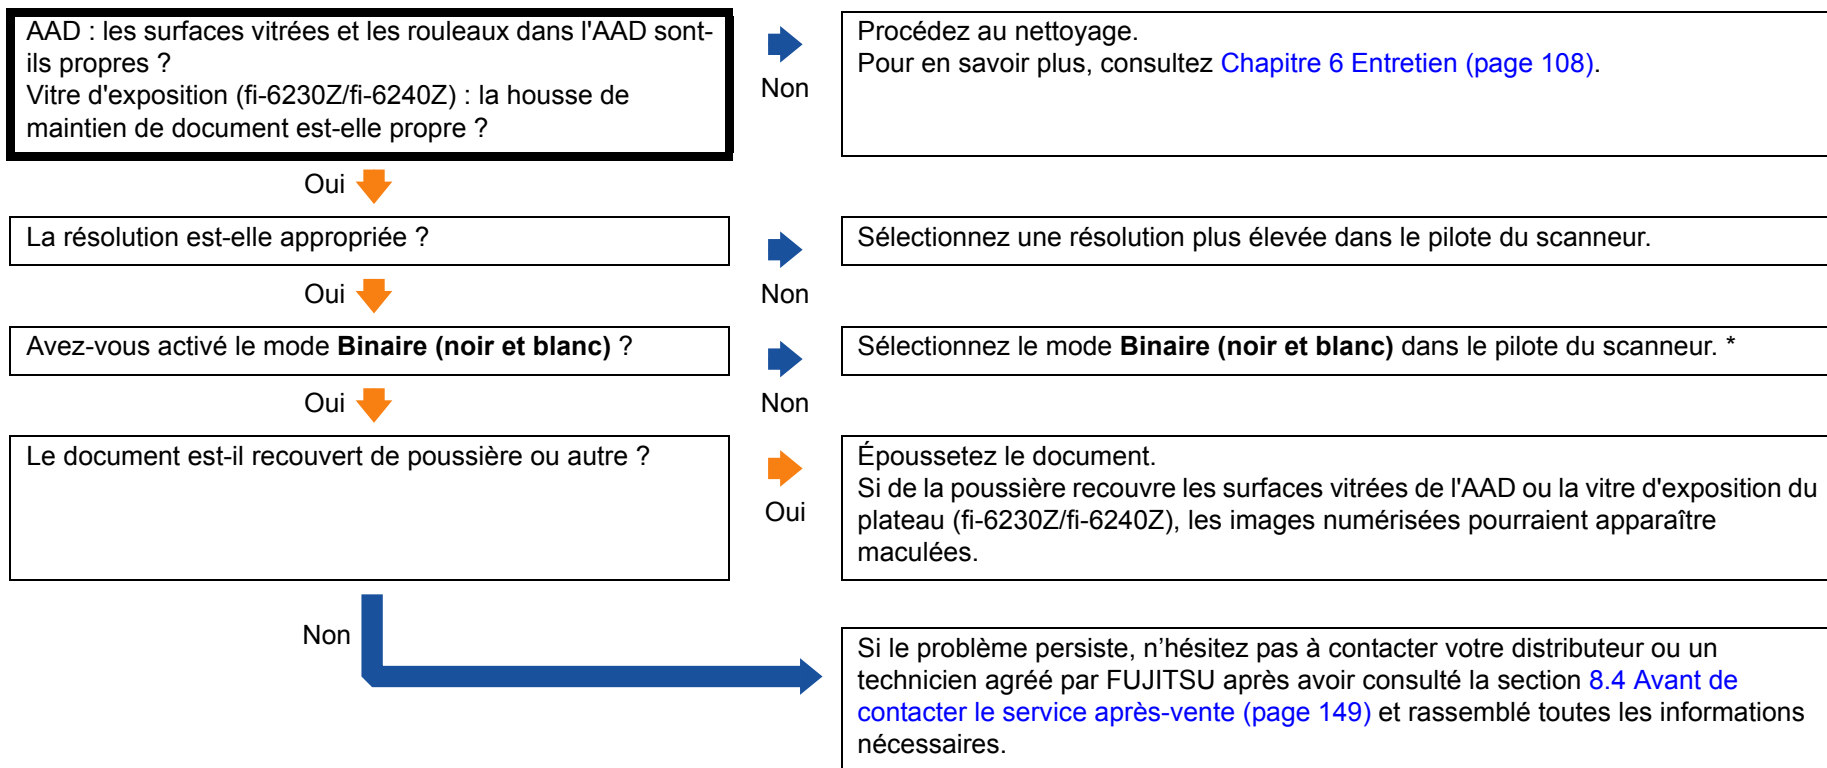 AAD : les surfaces vitrées et les rouleaux dans l'AAD sont-
ils propres ?
Vitre d'exposition (fi-6230Z/fi-6240Z) : la housse de
maintien de document est-elle propre ?
Non
Procédez au nettoyage.
Pour en savoir plus, consultez Chapitre 6 Entretien (page 108).
Oui
La résolution est-elle appropriée ?
Non
Sélectionnez une résolution plus élevée dans le pilote du scanneur.
Oui
Avez-vous activé le mode Binaire (noir et blanc) ?
Non
Sélectionnez le mode Binaire (noir et blanc) dans le pilote du scanneur. *
Oui
Le document est-il recouvert de poussière ou autre ?
Oui
Époussetez le document.
Si de la poussière recouvre les surfaces vitrées de l'AAD ou la vitre d'exposition du
plateau (fi-6230Z/fi-6240Z), les images numérisées pourraient apparaître
maculées.
Non
Si le problème persiste, n’hésitez pas à contacter votre distributeur ou un
technicien agréé par FUJITSU après avoir consulté la section 8.4 Avant de
contacter le service après-vente (page 149) et rassemblé toutes les informations
nécessaires.